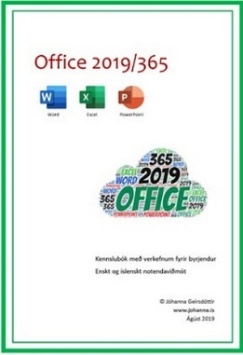 Office 2019/365
Word Excel PowerPoint
365
EXCEL 2019
WORD
OFFICE
365
Kennslubók með verkefnum fyrir byrjendur
Enskt og íslenskt notendaviðmót
© Jóhanna Geirsdóttir
www.johanna.is
Ágúst 2019